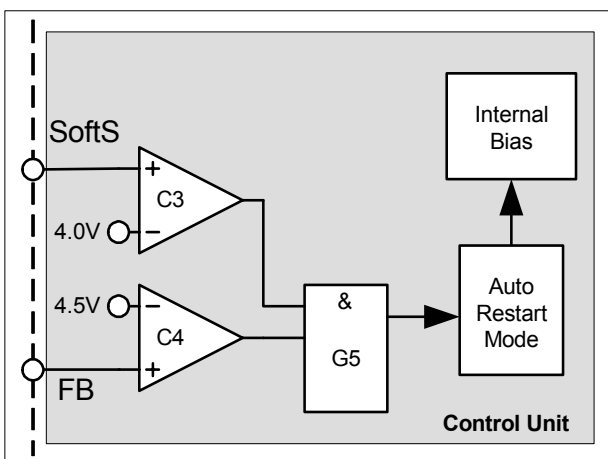 SoftS
+
C3
4.0V
−
4.5V
−
C4
+
FB
&
G5
Auto
Restart
Mode
Internal
Bias
Control Unit